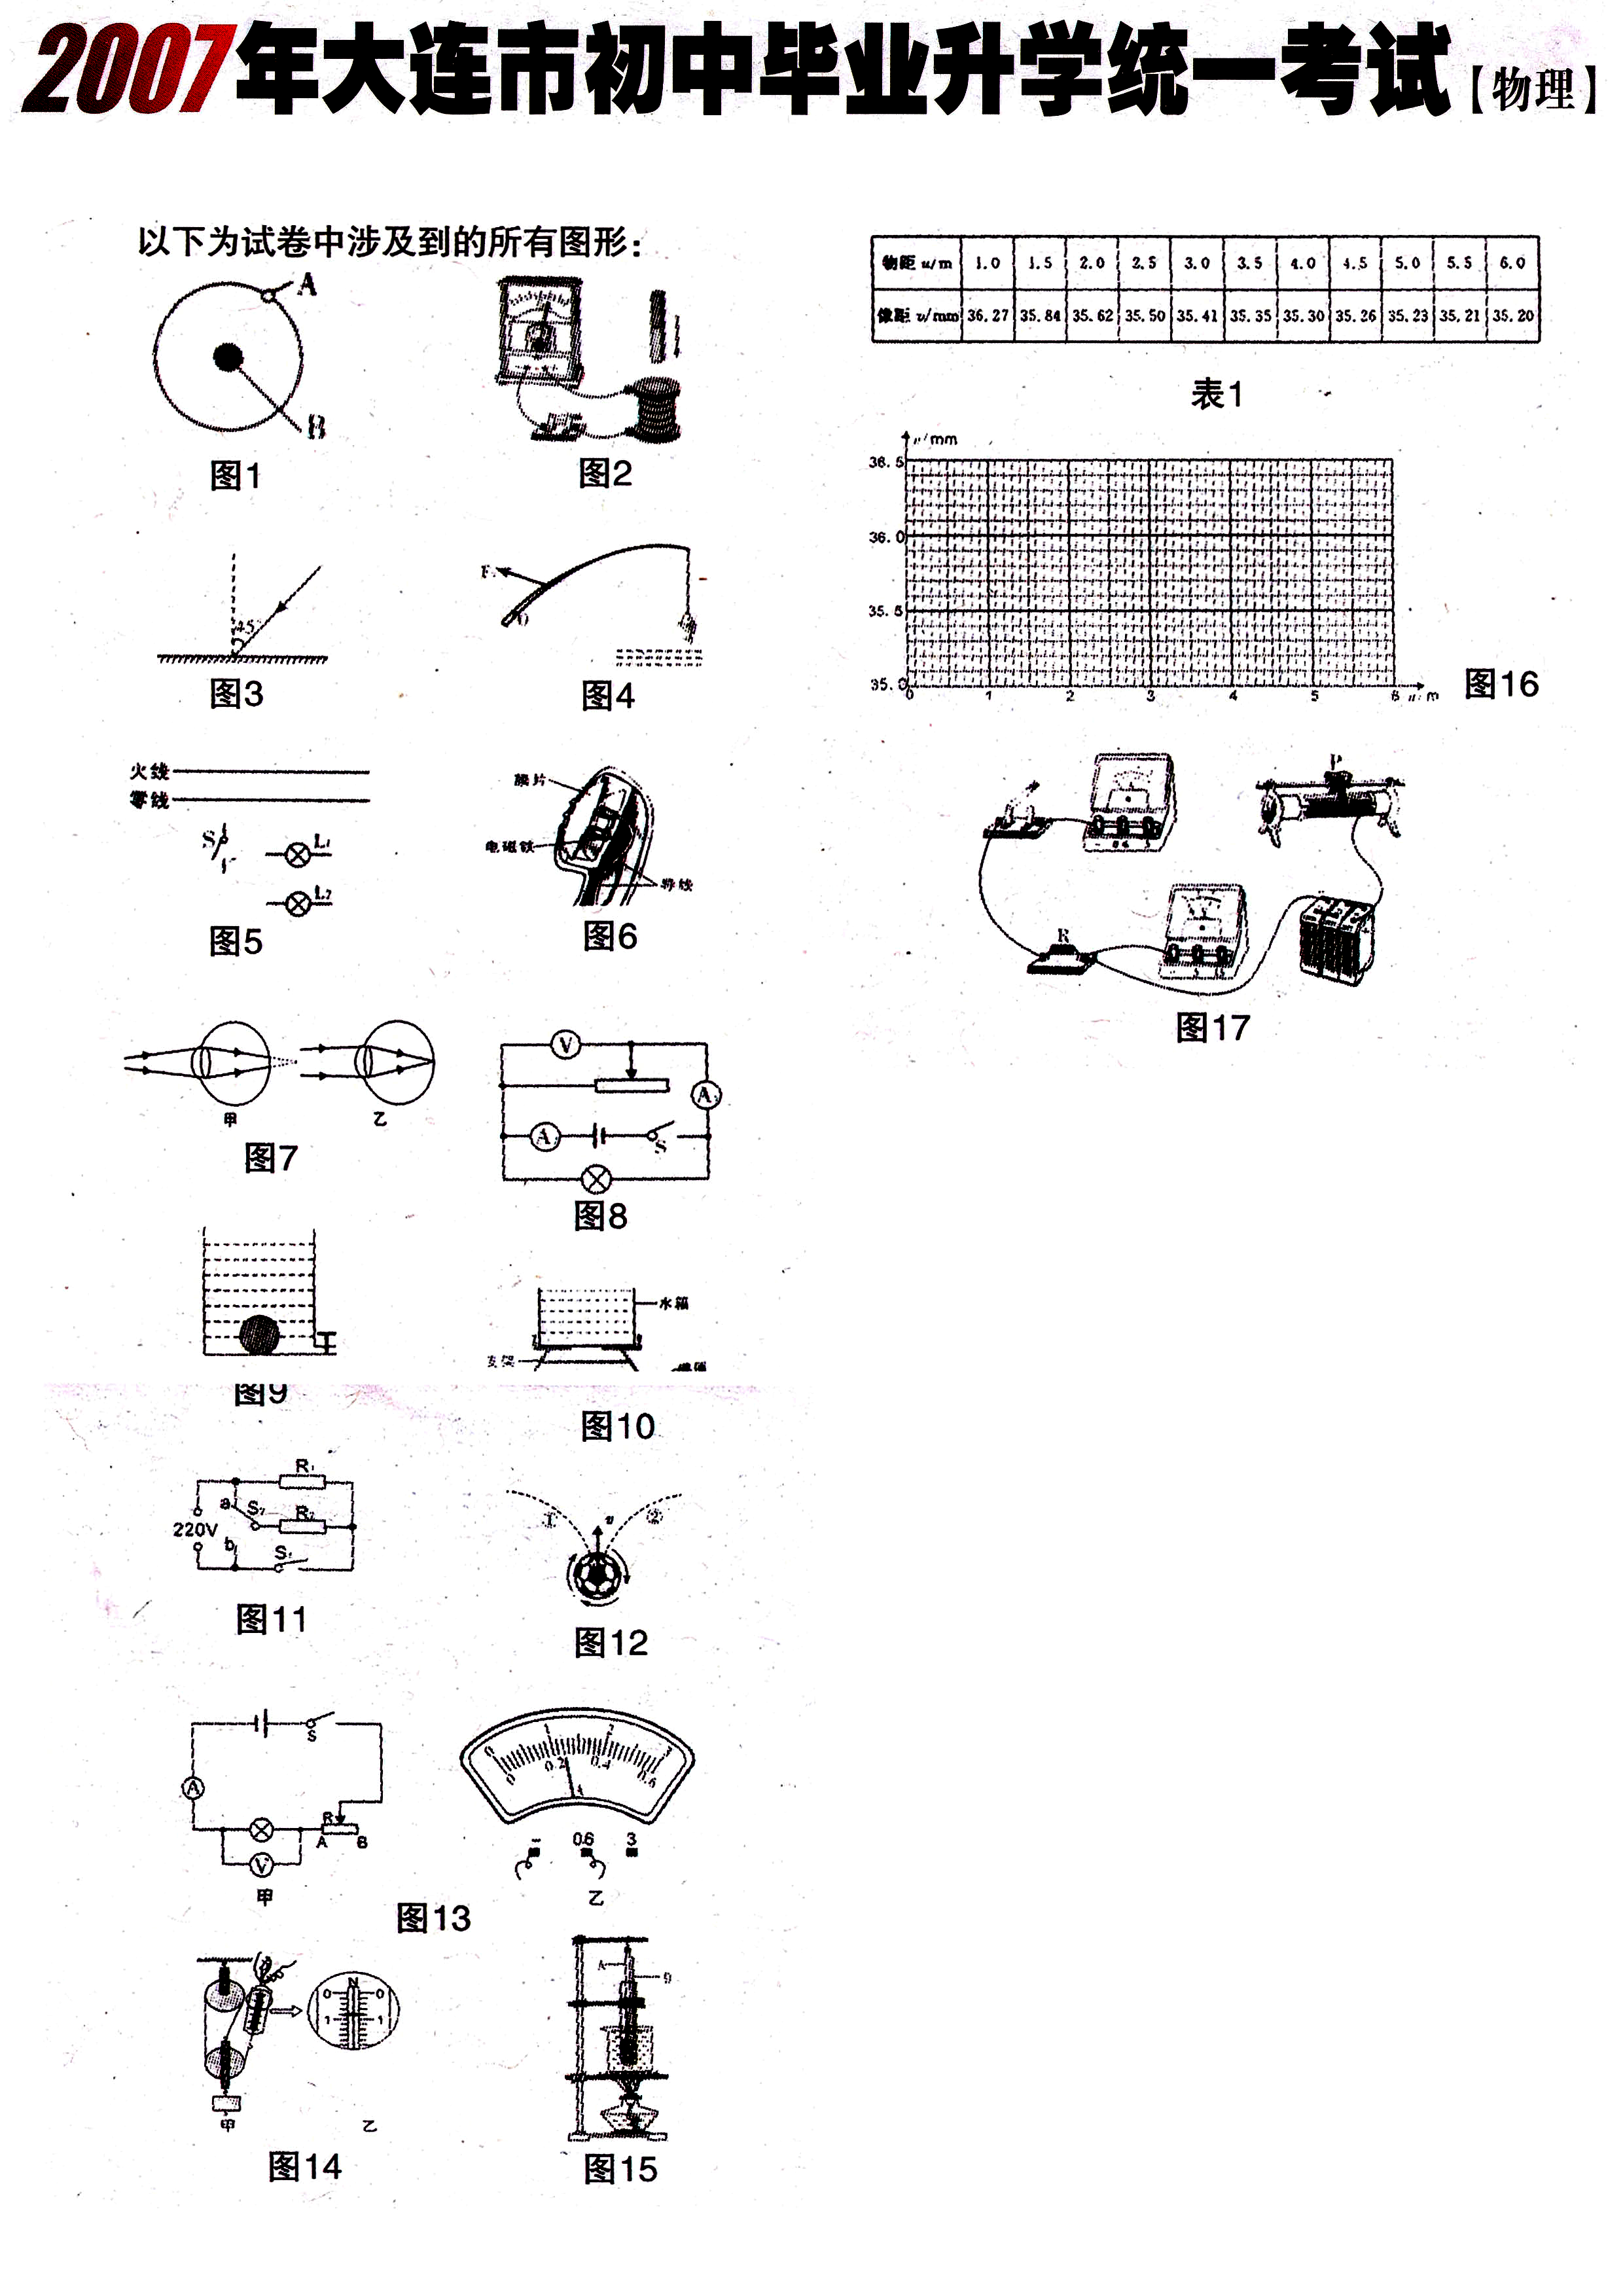 2007年大连市初中毕业升学统一考试【物理】
以下为试卷中涉及到的所有图形：
A
B
图1
图2
45°
图3
图4
火线
零线
S
L₁
L₂
图5
膜片
电磁铁
导线
图6
甲
乙
图7
V
A
A
S
图8
图9
水箱
支架
图10
R₁
a
S₂
R₂
220V
b
S₁
图11
①
v
②
图12
S
A
R
A
B
V
甲
0 1 2 3
0 0.2 0.4 0.6
A
- 0.6 3
乙
图13
N
0 0
1 1
甲
乙
图14
A
图15
物距 u/m 1.0 1.5 2.0 2.5 3.0 3.5 4.0 4.5 5.0 5.5 6.0
像距 v/mm 36.27 35.84 35.62 35.50 35.41 35.35 35.30 35.26 35.23 35.21 35.20
表1
v/mm
36.5
36.0
35.5
35.0
0 1 2 3 4 5 6 u/m
图16
P
R
图17